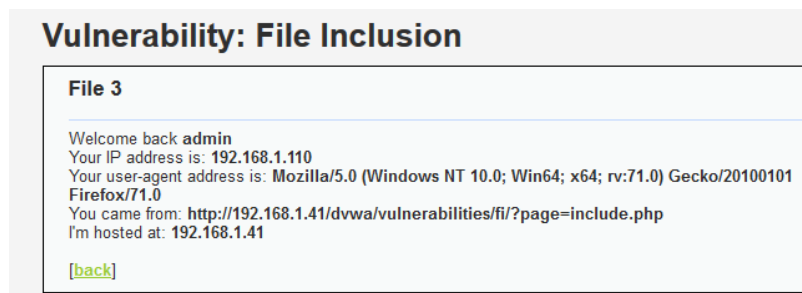 Vulnerability: File Inclusion
File 3
Welcome back admin
Your IP address is: 192.168.1.110
Your user-agent address is: Mozilla/5.0 (Windows NT 10.0; Win64; x64; rv:71.0) Gecko/20100101
Firefox/71.0
You came from: http://192.168.1.41/dvwa/vulnerabilities/fi/?page=include.php
I'm hosted at: 192.168.1.41
[back]